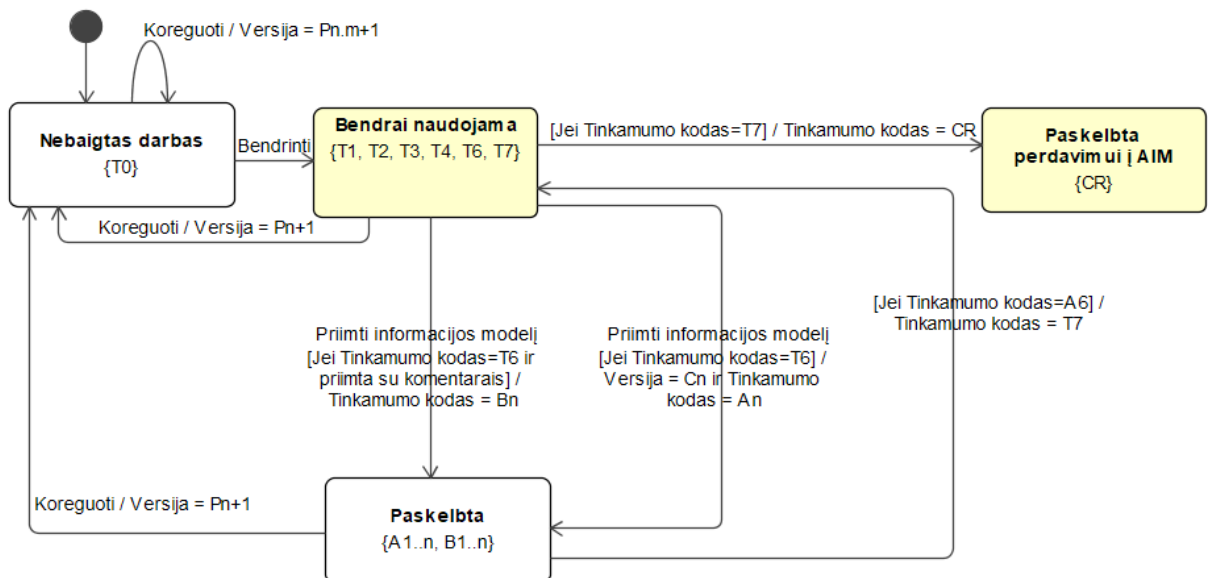 Koreguoti / Versija = Pn.m+1
Nebaigtas darbas
{T0}
Bendrinti
Bendrai naudojama
{T1, T2, T3, T4, T6, T7}
[Jei Tinkamumo kodas=T7] / Tinkamumo kodas = CR
Paskelbta
perdavimui į AIM
{CR}
Koreguoti / Versija = Pn+1
Priimti informacijos modelį
[Jei Tinkamumo kodas=T6 ir
priimta su komentarais] /
Tinkamumo kodas = Bn
Priimti informacijos modelį
[Jei Tinkamumo kodas=T6] /
Versija = Cn ir Tinkamumo
kodas = An
[Jei Tinkamumo kodas=A6] /
Tinkamumo kodas = T7
Koreguoti / Versija = Pn+1
Paskelbta
{A1..n, B1..n}